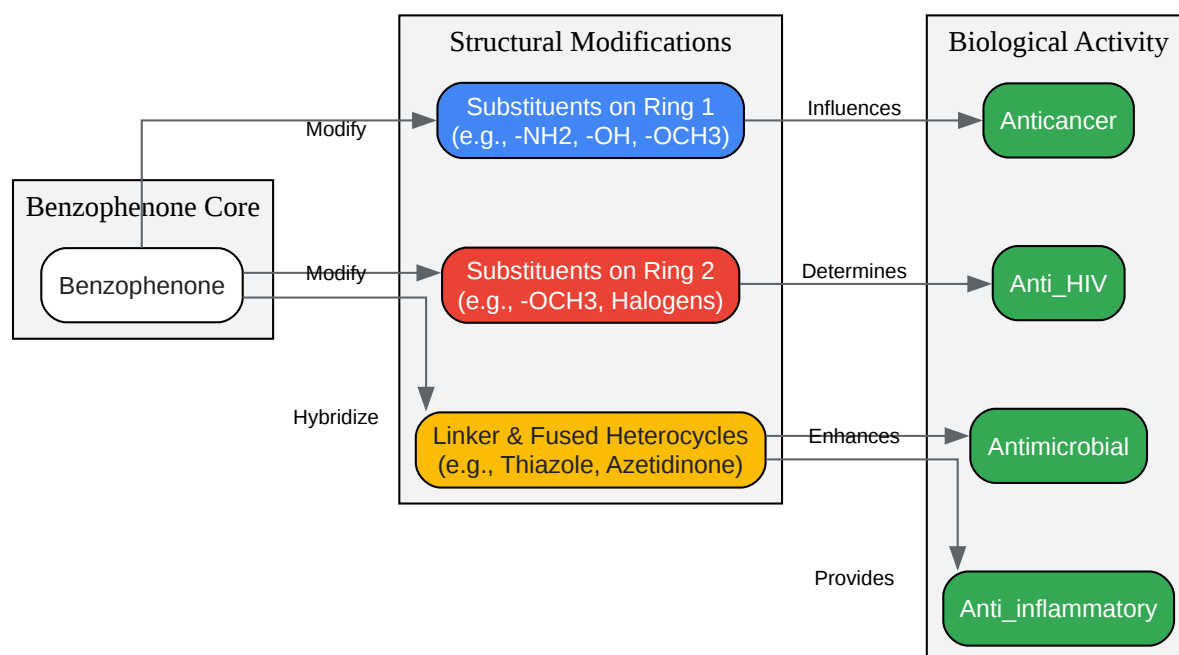 Structural Modifications
Biological Activity
Substituents on Ring 1
(e.g., -NH2, -OH, -OCH3)
Modify
Influences
Anticancer
Benzophenone Core
Benzophenone
Modify
Substituents on Ring 2
(e.g., -OCH3, Halogens)
Determines
Anti_HIV
Hybridize
Linker & Fused Heterocycles
(e.g., Thiazole, Azetidinone)
Enhances
Antimicrobial
Provides
Anti_inflammatory